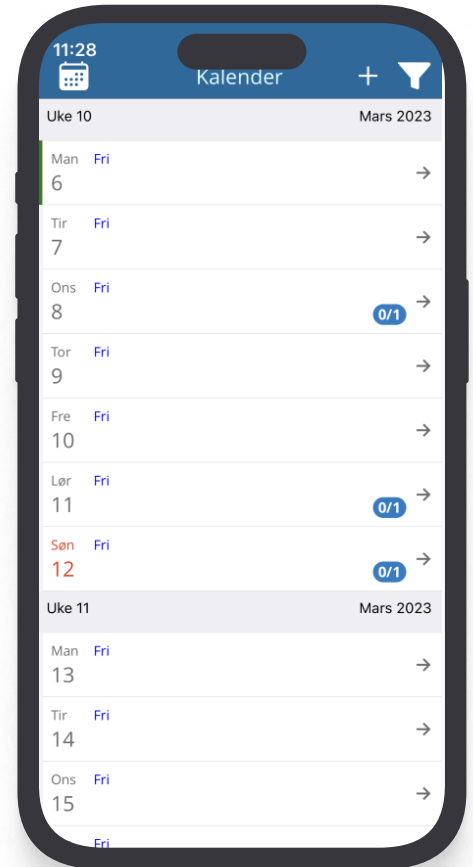 11:28
Kalender
Uke 10 Mars 2023
Man Fri
6
Tir Fri
7
Ons Fri
8 0/1
Tor Fri
9
Fre Fri
10
Lør Fri
11 0/1
Søn Fri
12 0/1
Uke 11 Mars 2023
Man Fri
13
Tir Fri
14
Ons Fri
15
Fri